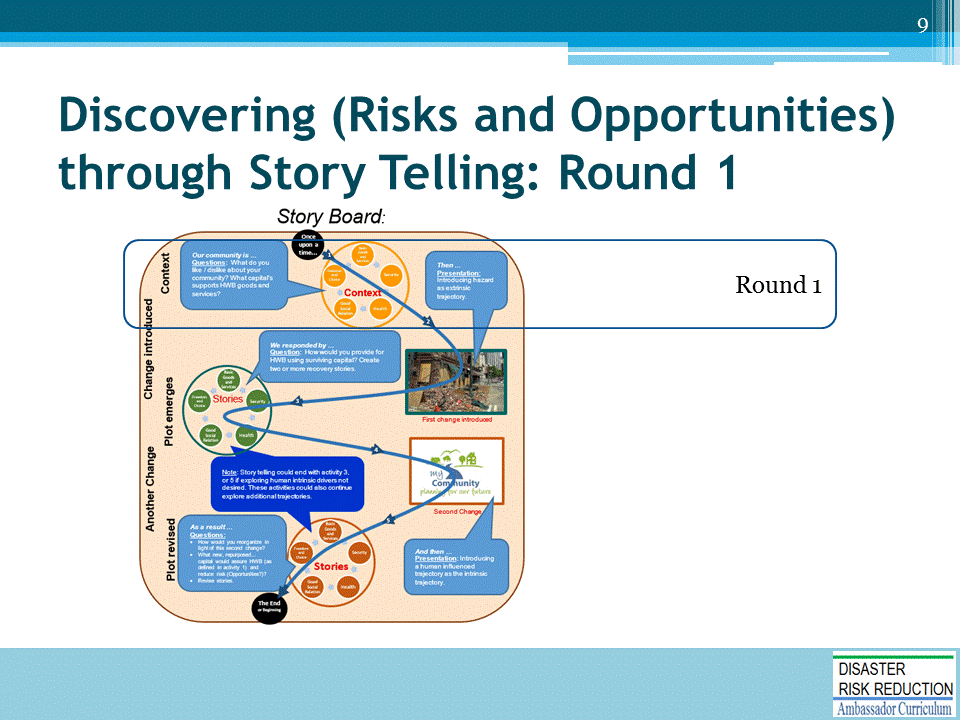 9
Discovering (Risks and Opportunities)
through Story Telling: Round 1
Story Board:
Once
upon a
time...
Context
Our community is ...
Questions: What do you
like / dislike about your
community? What capital's
supports HWB goods and
services?
Basic
Goods
and
Services
Security
Health
Good
Social
Relation
Freedom
and
Choice
Context
1
Then ...
Presentation:
Introducing hazard
as extrinsic
trajectory.
Round 1
2
Change introduced
We responded by ...
Question: How would you provide for
HWB using surviving capital? Create
two or more recovery stories.
First change introduced
Plot emerges
Basic
Goods
and
Services
Freedom
and
Choice
Stories
Security
Good
Social
Relation
Health
3
4
my
Community
planning for our future
Second Change
Another Change
Note: Story telling could end with activity 3,
or 5 if exploring human intrinsic drivers not
desired. These activities could also continue
explore additional trajectories.
5
Plot revised
As a result ...
Questions:
• How would you reorganize in
light of this second change?
• What new, repurposed...
capital would assure HWB (as
defined in activity 1) and
reduce risk (Opportunities?)?
• Revise stories.
Basic
Goods
and
Services
Freedom
and
Choice
Security
Stories
Good
Social
Relation
Health
And then ...
Presentation: Introducing
a human influenced
trajectory as the intrinsic
trajectory.
The End
or Beginning
DISASTER
RISK REDUCTION
Ambassador Curriculum